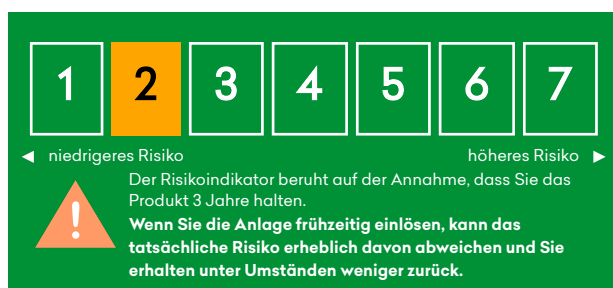 1 2 3 4 5 6 7
◀ niedrigeres Risiko höheres Risiko ▶
!
Der Risikoindikator beruht auf der Annahme, dass Sie das
Produkt 3 Jahre halten.
Wenn Sie die Anlage frühzeitig einlösen, kann das
tatsächliche Risiko erheblich davon abweichen und Sie
erhalten unter Umständen weniger zurück.